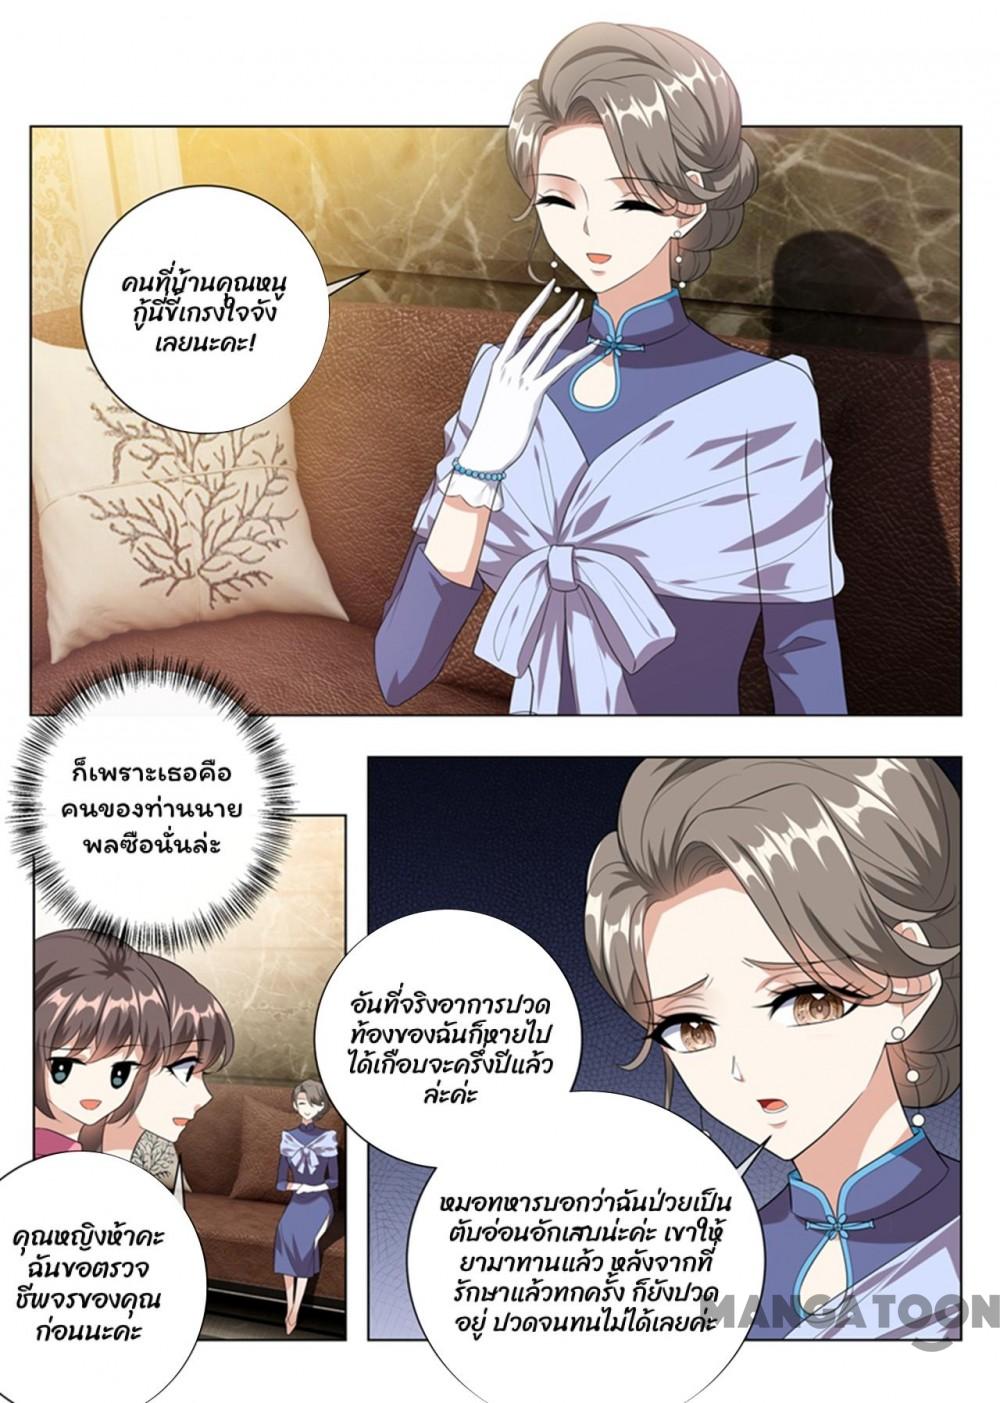 คนที่บ้านคุณหนู
กู้นี่ขี้เกรงใจจัง
เลยนะคะ!
ก็เพราะเธอคือ
คนของท่านนาย
พลซือนั่นล่ะ
อันที่จริงอาการปวด
ท้องของฉันก็หายไป
ได้เกือบจะครึ่งปีแล้ว
ล่ะค่ะ
หมอทหารบอกว่าฉันป่วยเป็น
ตับอ่อนอักเสบน่ะค่ะ เขาให้
ยามาทานแล้ว หลังจากที่
รักษาแล้วทุกครั้ง ก็ยังปวด
อยู่ ปวดจนทนไม่ได้เลยค่ะ
คุณหญิงห้าคะ
ฉันขอตรวจ
ชีพจรของคุณ
ก่อนนะคะ
MANGATOON